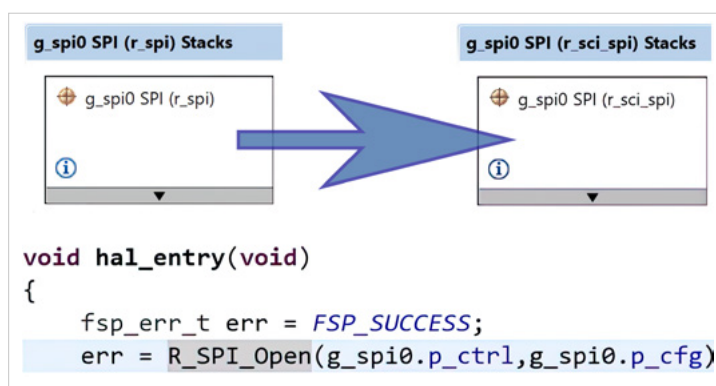 g_spi0 SPI (r_spi) Stacks
g_spi0 SPI (r_spi)
g_spi0 SPI (r_sci_spi) Stacks
g_spi0 SPI (r_sci_spi)
void hal_entry(void)
{
fsp_err_t err = FSP_SUCCESS;
err = R_SPI_Open(g_spi0.p_ctrl,g_spi0.p_cfg)